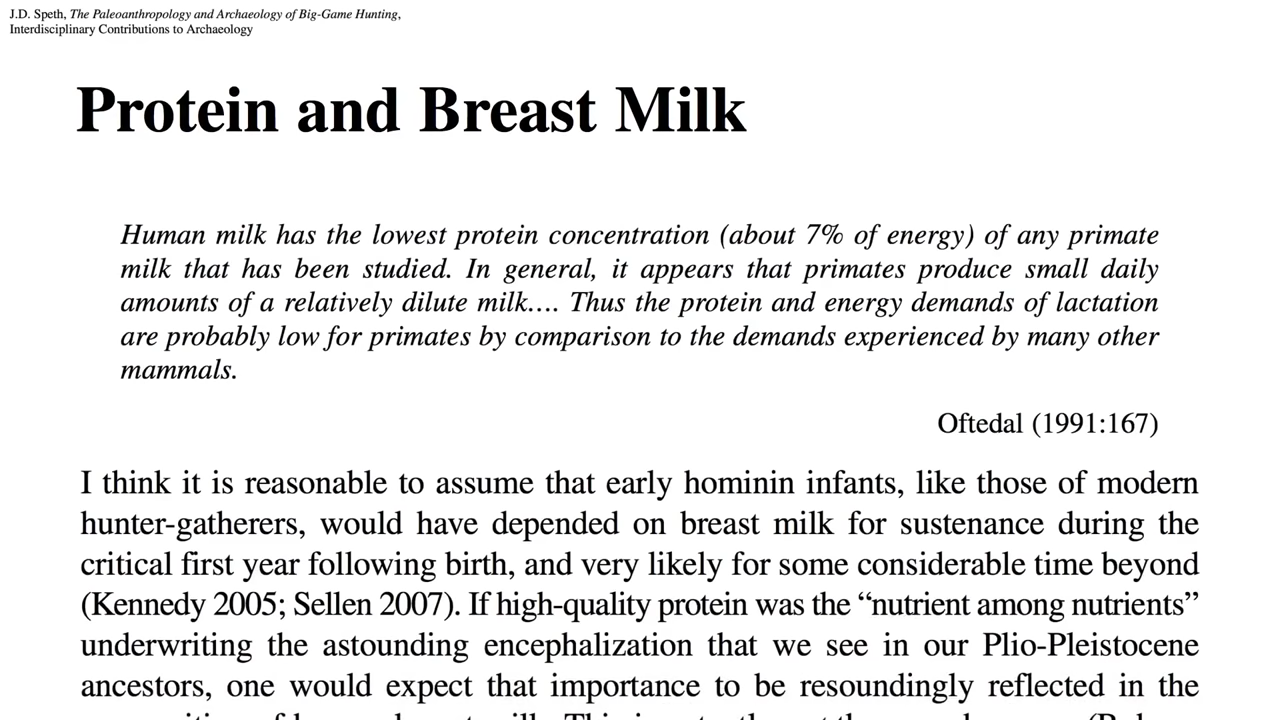 J.D. Speth, The Paleoanthropology and Archaeology of Big-Game Hunting,
Interdisciplinary Contributions to Archaeology
Protein and Breast Milk
Human milk has the lowest protein concentration (about 7% of energy) of any primate
milk that has been studied. In general, it appears that primates produce small daily
amounts of a relatively dilute milk…. Thus the protein and energy demands of lactation
are probably low for primates by comparison to the demands experienced by many other
mammals.
Oftedal (1991:167)
I think it is reasonable to assume that early hominin infants, like those of modern
hunter-gatherers, would have depended on breast milk for sustenance during the
critical first year following birth, and very likely for some considerable time beyond
(Kennedy 2005; Sellen 2007). If high-quality protein was the “nutrient among nutrients”
underwriting the astounding encephalization that we see in our Plio-Pleistocene
ancestors, one would expect that importance to be resoundingly reflected in the